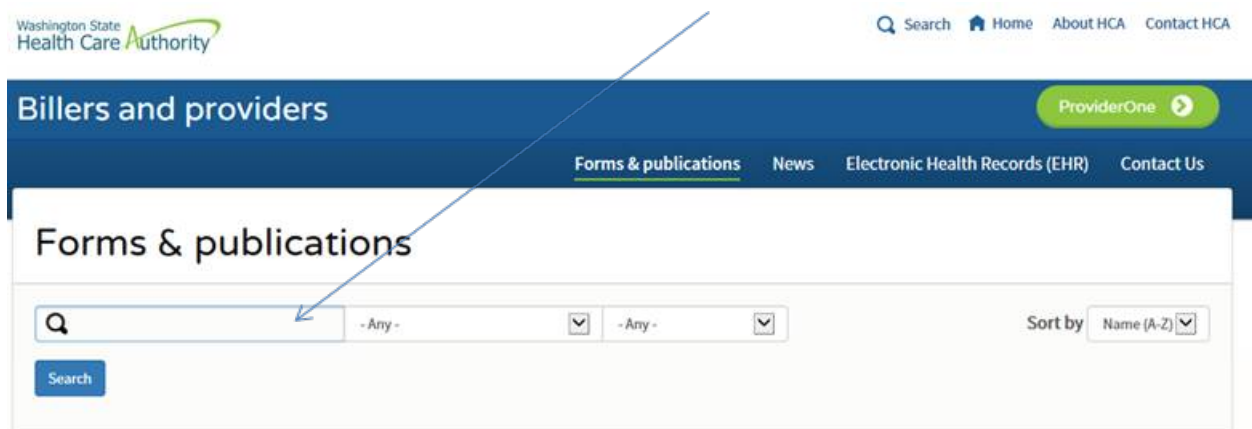 Washington State
Health Care Authority
Search Home About HCA Contact HCA
Billers and providers
ProviderOne
Forms & publications News Electronic Health Records (EHR) Contact Us
Forms & publications
- Any - - Any - Sort by Name (A-Z)
Search